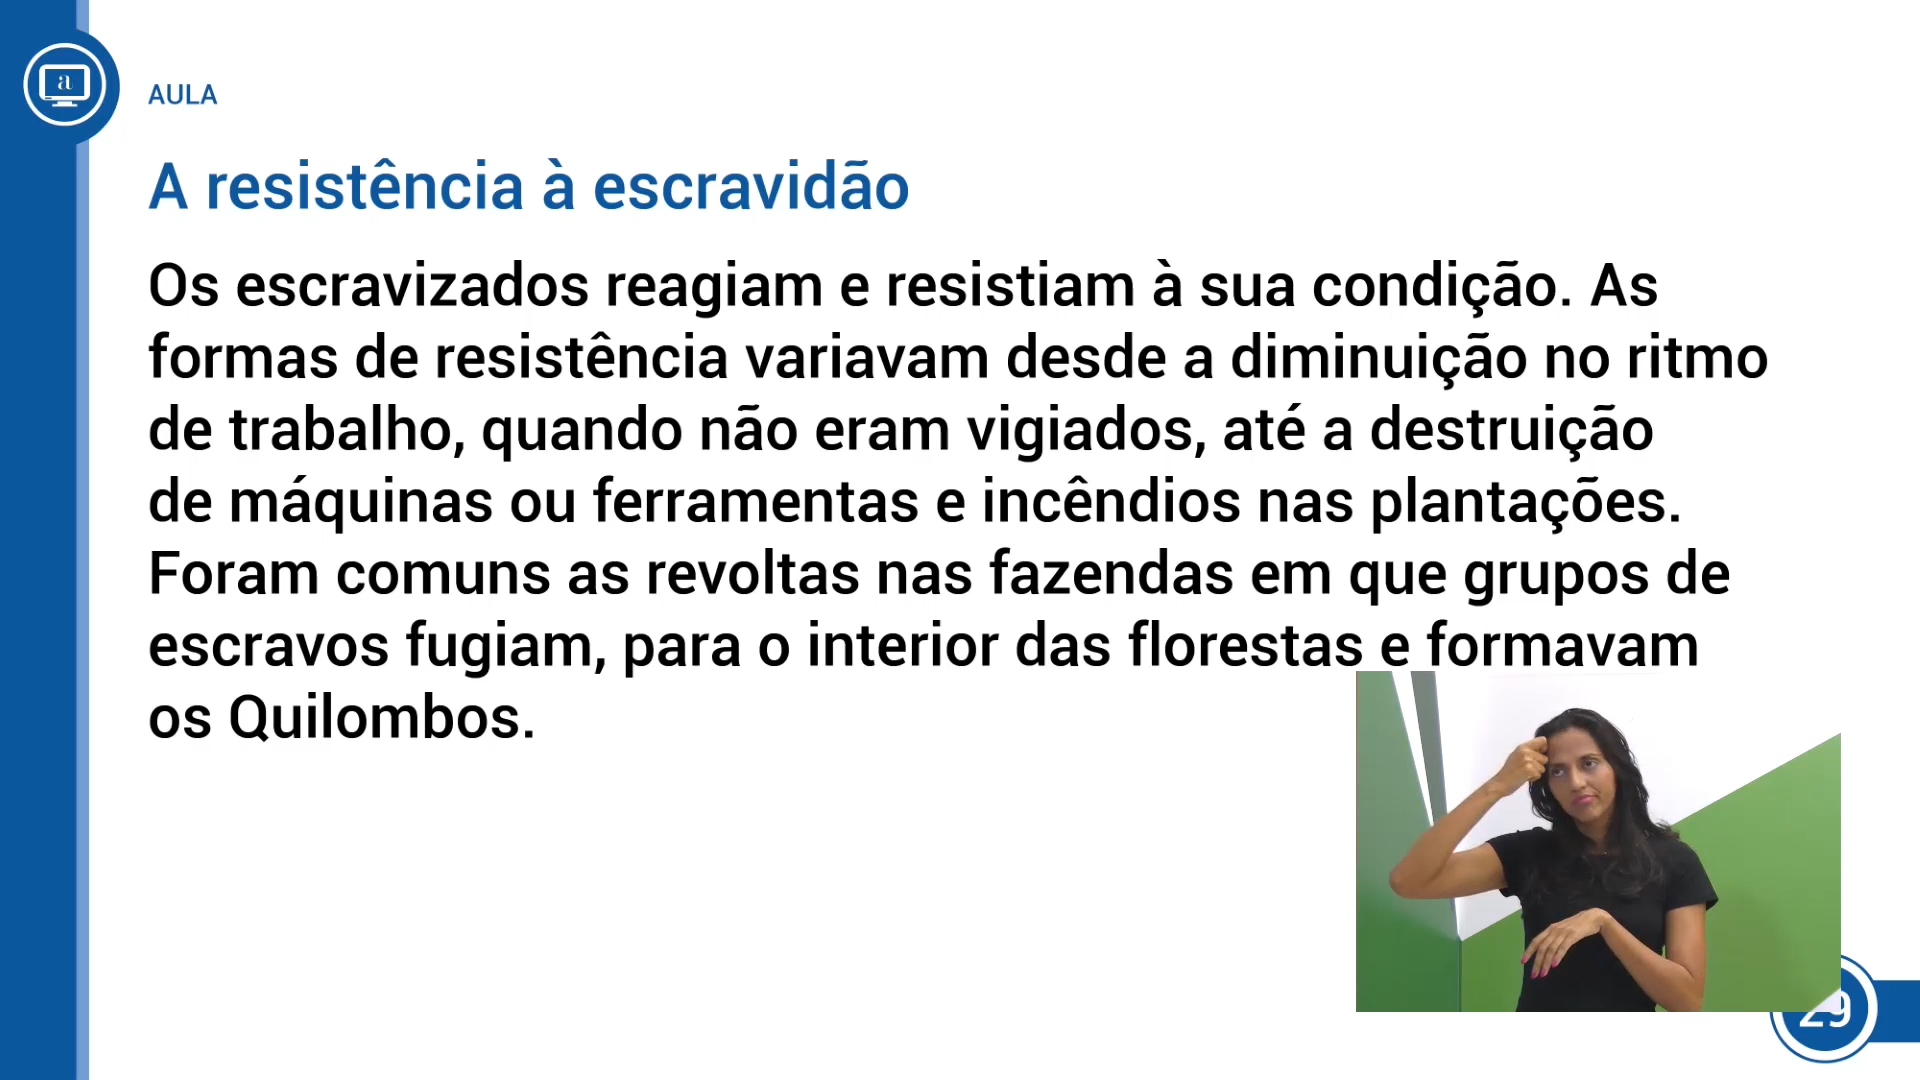 a
AULA
A resistência à escravidão
Os escravizados reagiam e resistiam à sua condição. As
formas de resistência variavam desde a diminuição no ritmo
de trabalho, quando não eram vigiados, até a destruição
de máquinas ou ferramentas e incêndios nas plantações.
Foram comuns as revoltas nas fazendas em que grupos de
escravos fugiam, para o interior das florestas e formavam
os Quilombos.
29